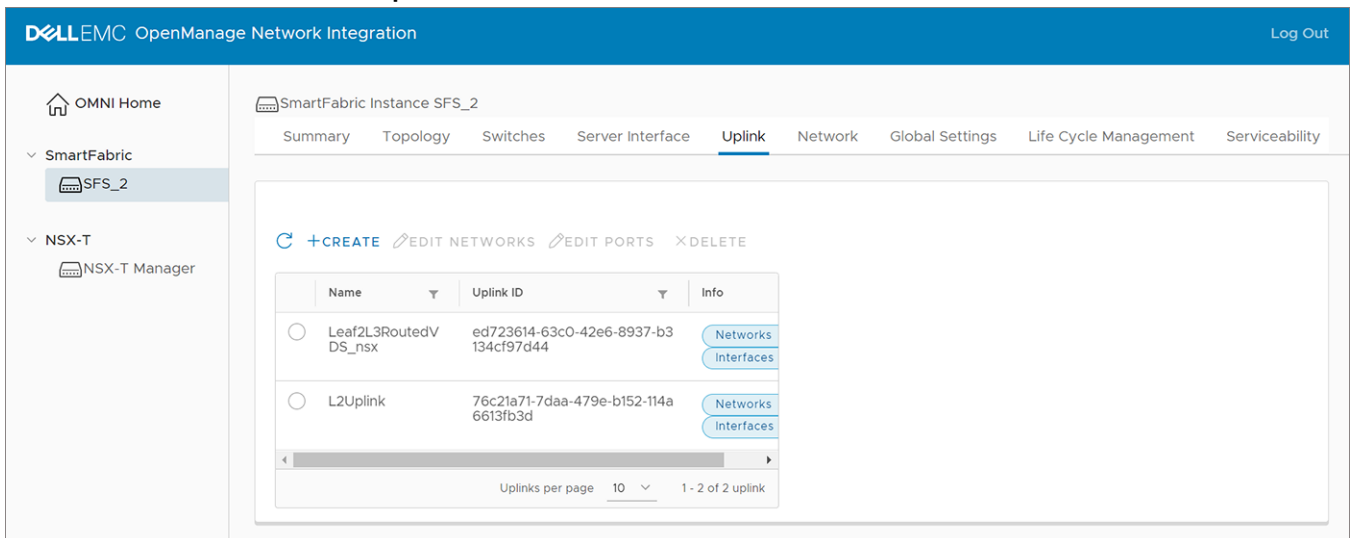 DELLEMC OpenManage Network Integration Log Out
OMNI Home
SmartFabric Instance SFS_2
Summary Topology Switches Server Interface Uplink Network Global Settings Life Cycle Management Serviceability
SmartFabric
SFS_2
NSX-T
NSX-T Manager
CREATE EDIT NETWORKS EDIT PORTS DELETE
Name Uplink ID Info
Leaf2L3RoutedV ed723614-63c0-42e6-8937-b3 Networks
DS_nsx 134cf97d44 Interfaces
L2Uplink 76c21a71-7daa-479e-b152-114a Networks
6613fb3d Interfaces
Uplinks per page 10 1 - 2 of 2 uplink